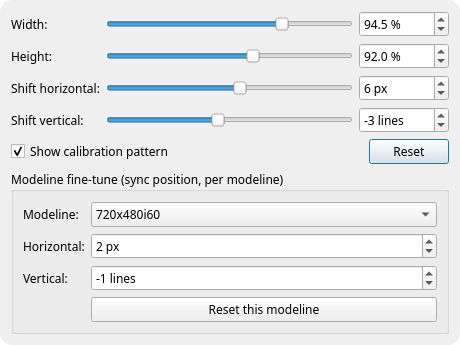 Width: 94.5 %
Height: 92.0 %
Shift horizontal: 6 px
Shift vertical: -3 lines
Show calibration pattern Reset
Modeline fine-tune (sync position, per modeline)
Modeline: 720x480i60
Horizontal: 2 px
Vertical: -1 lines
Reset this modeline